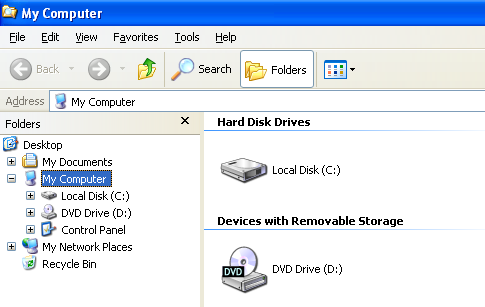 My Computer
File Edit View Favorites Tools Help
Back Search Folders
Address My Computer
Folders
Desktop
My Documents
My Computer
Local Disk (C:)
DVD Drive (D:)
Control Panel
My Network Places
Recycle Bin
Hard Disk Drives
Local Disk (C:)
Devices with Removable Storage
DVD
DVD Drive (D:)